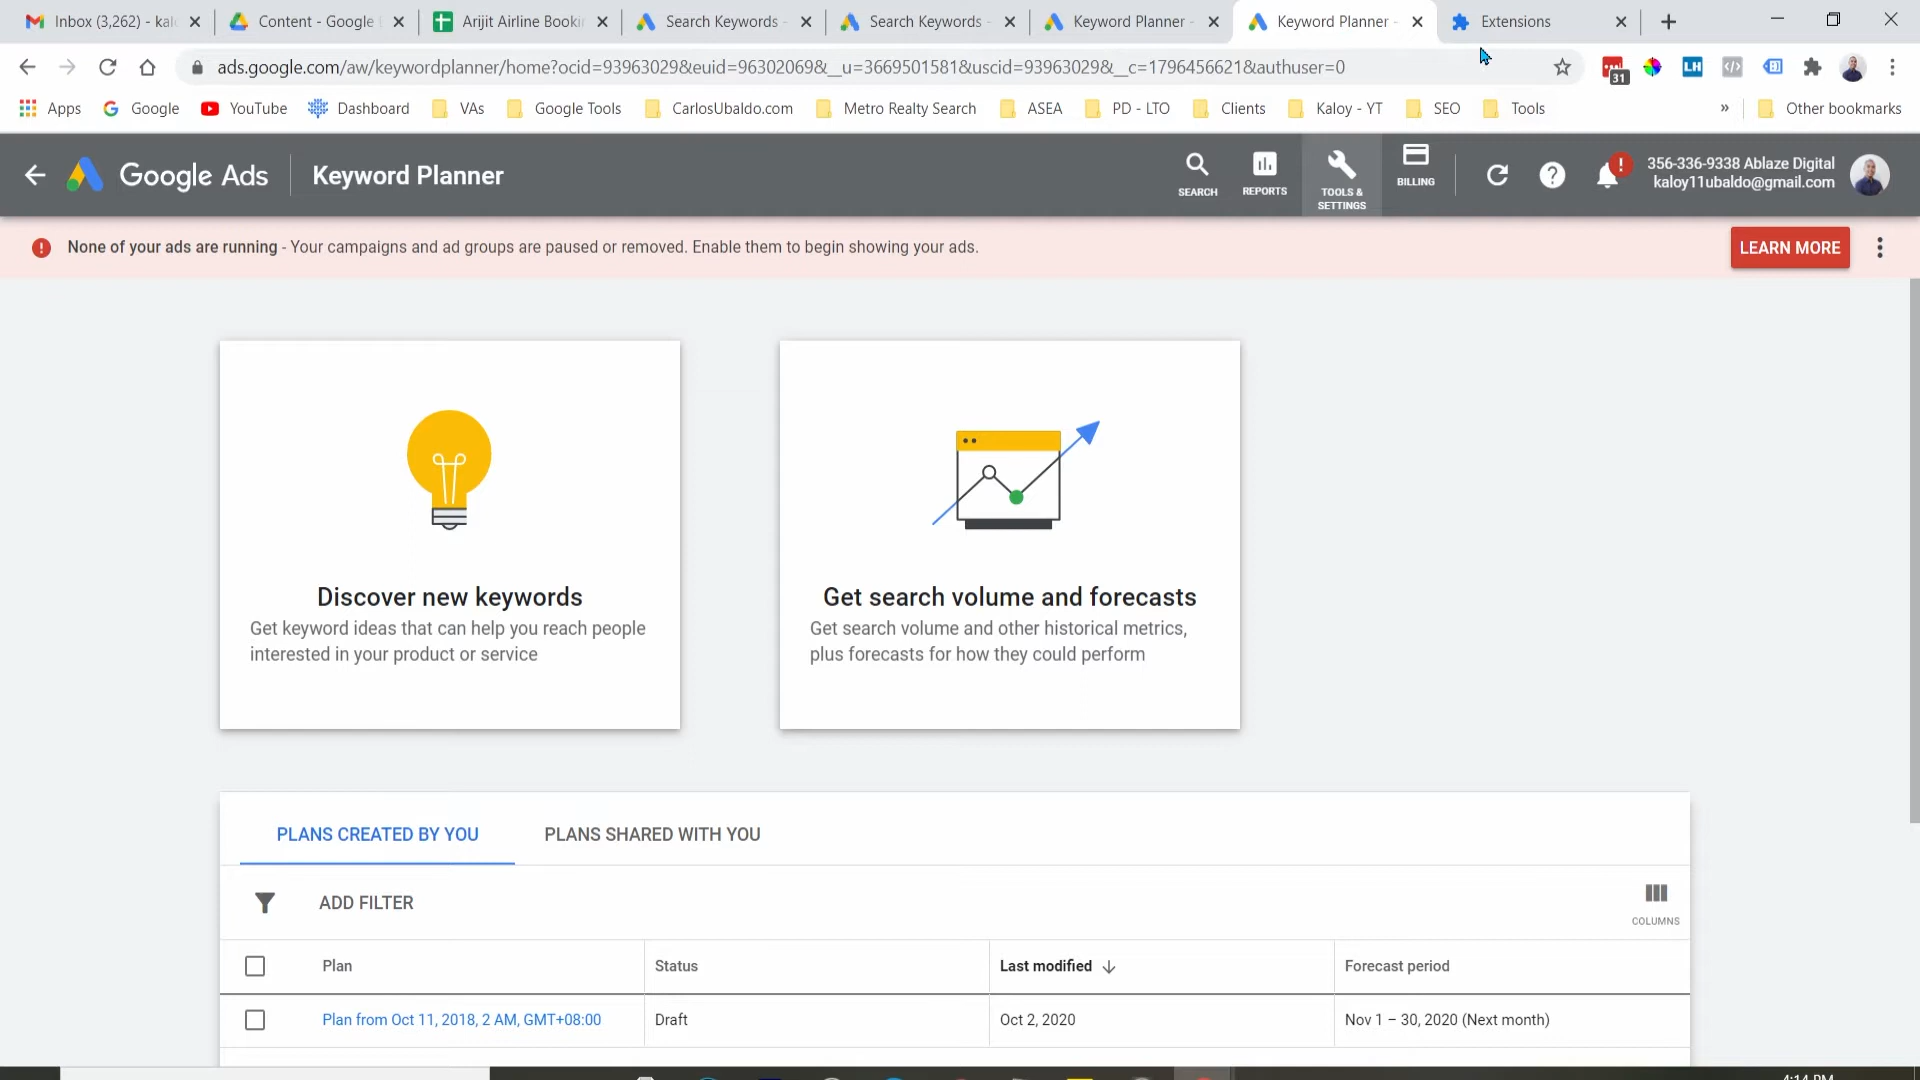 Inbox (3,262) - kal
Content - Google
Arijit Airline Bookin
Search Keywords -
Search Keywords -
Keyword Planner -
Keyword Planner -
Extensions
ads.google.com/aw/keywordplanner/home?ocid=93963029&euid=96302069&__u=3669501581&uscid=93963029&__c=1796456621&authuser=0
31
LH
Apps
Google
YouTube
Dashboard
VAs
Google Tools
CarlosUbaldo.com
Metro Realty Search
ASEA
PD - LTO
Clients
Kaloy - YT
SEO
Tools
»
Other bookmarks
Google Ads
Keyword Planner
SEARCH
REPORTS
TOOLS &
SETTINGS
BILLING
356-336-9338 Ablaze Digital
kaloy11ubaldo@gmail.com
None of your ads are running - Your campaigns and ad groups are paused or removed. Enable them to begin showing your ads.
LEARN MORE
Discover new keywords
Get keyword ideas that can help you reach people
interested in your product or service
Get search volume and forecasts
Get search volume and other historical metrics,
plus forecasts for how they could perform
PLANS CREATED BY YOU
PLANS SHARED WITH YOU
ADD FILTER
COLUMNS
Plan
Status
Last modified
Forecast period
Plan from Oct 11, 2018, 2 AM, GMT+08:00
Draft
Oct 2, 2020
Nov 1 – 30, 2020 (Next month)
4:14 PM